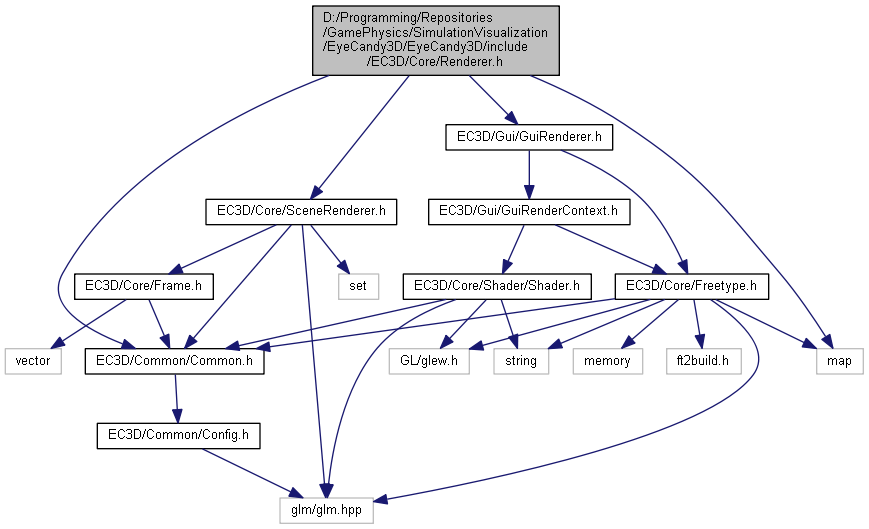 D:/Programming/Repositories
/GamePhysics/SimulationVisualization
/EyeCandy3D/EyeCandy3D/include
/EC3D/Core/Renderer.h
EC3D/Gui/GuiRenderer.h
EC3D/Core/SceneRenderer.h
EC3D/Gui/GuiRenderContext.h
EC3D/Core/Frame.h
set
EC3D/Core/Shader/Shader.h
EC3D/Core/Freetype.h
vector
EC3D/Common/Common.h
GL/glew.h
string
memory
ft2build.h
map
EC3D/Common/Config.h
glm/glm.hpp